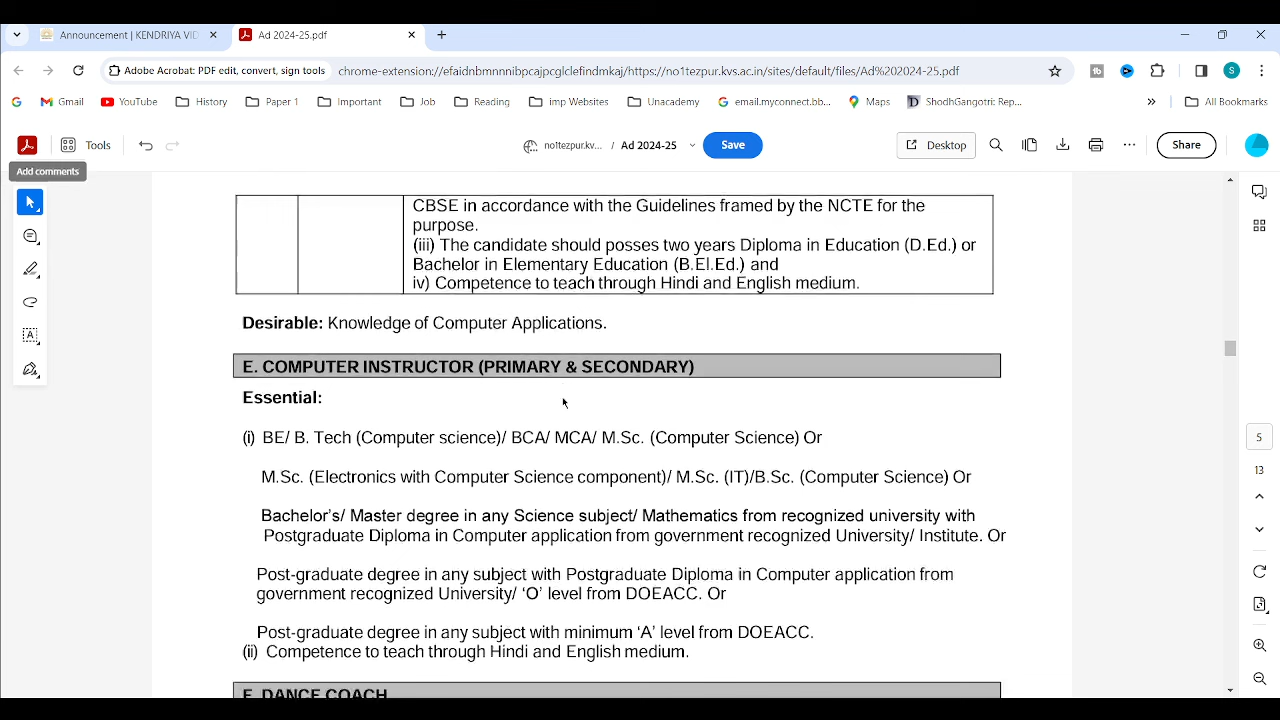 Announcement | KENDRIYA VID
Ad 2024-25.pdf
Adobe Acrobat: PDF edit, convert, sign tools
chrome-extension://efaidnbmnnnibpcajpcglclefindmkaj/https://no1tezpur.kvs.ac.in/sites/default/files/Ad%202024-25.pdf
S
Gmail
YouTube
History
Paper 1
Important
Job
Reading
imp Websites
Unacademy
email.myconnect.bb...
Maps
ShodhGangotri: Rep...
All Bookmarks
Tools
no1tezpur.kv... / Ad 2024-25
Save
Desktop
Share
Add comments
CBSE in accordance with the Guidelines framed by the NCTE for the
purpose.
(iii) The candidate should posses two years Diploma in Education (D.Ed.) or
Bachelor in Elementary Education (B.El.Ed.) and
iv) Competence to teach through Hindi and English medium.
Desirable: Knowledge of Computer Applications.
E. COMPUTER INSTRUCTOR (PRIMARY & SECONDARY)
Essential:
(i) BE/ B. Tech (Computer science)/ BCA/ MCA/ M.Sc. (Computer Science) Or
M.Sc. (Electronics with Computer Science component)/ M.Sc. (IT)/B.Sc. (Computer Science) Or
Bachelor's/ Master degree in any Science subject/ Mathematics from recognized university with
Postgraduate Diploma in Computer application from government recognized University/ Institute. Or
Post-graduate degree in any subject with Postgraduate Diploma in Computer application from
government recognized University/ 'O' level from DOEACC. Or
Post-graduate degree in any subject with minimum 'A' level from DOEACC.
(ii) Competence to teach through Hindi and English medium.
F. DANCE COACH
5
13